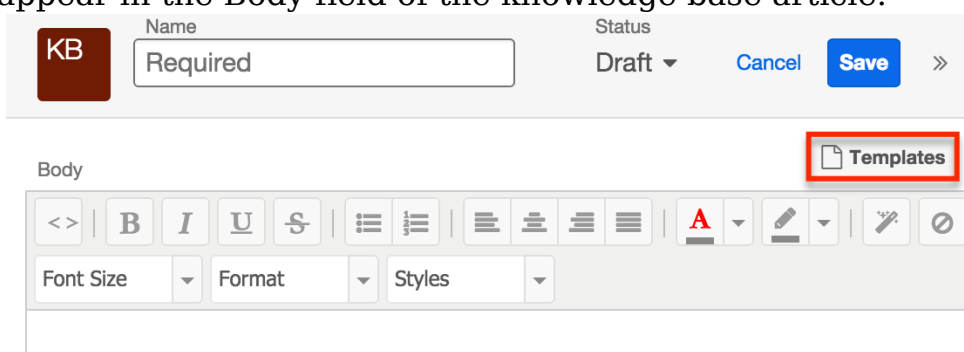 appear in the Body field of the knowledge base article.
Name Status
KB Required Draft Cancel Save »
Templates
Body
<> B I U S A
Font Size Format Styles